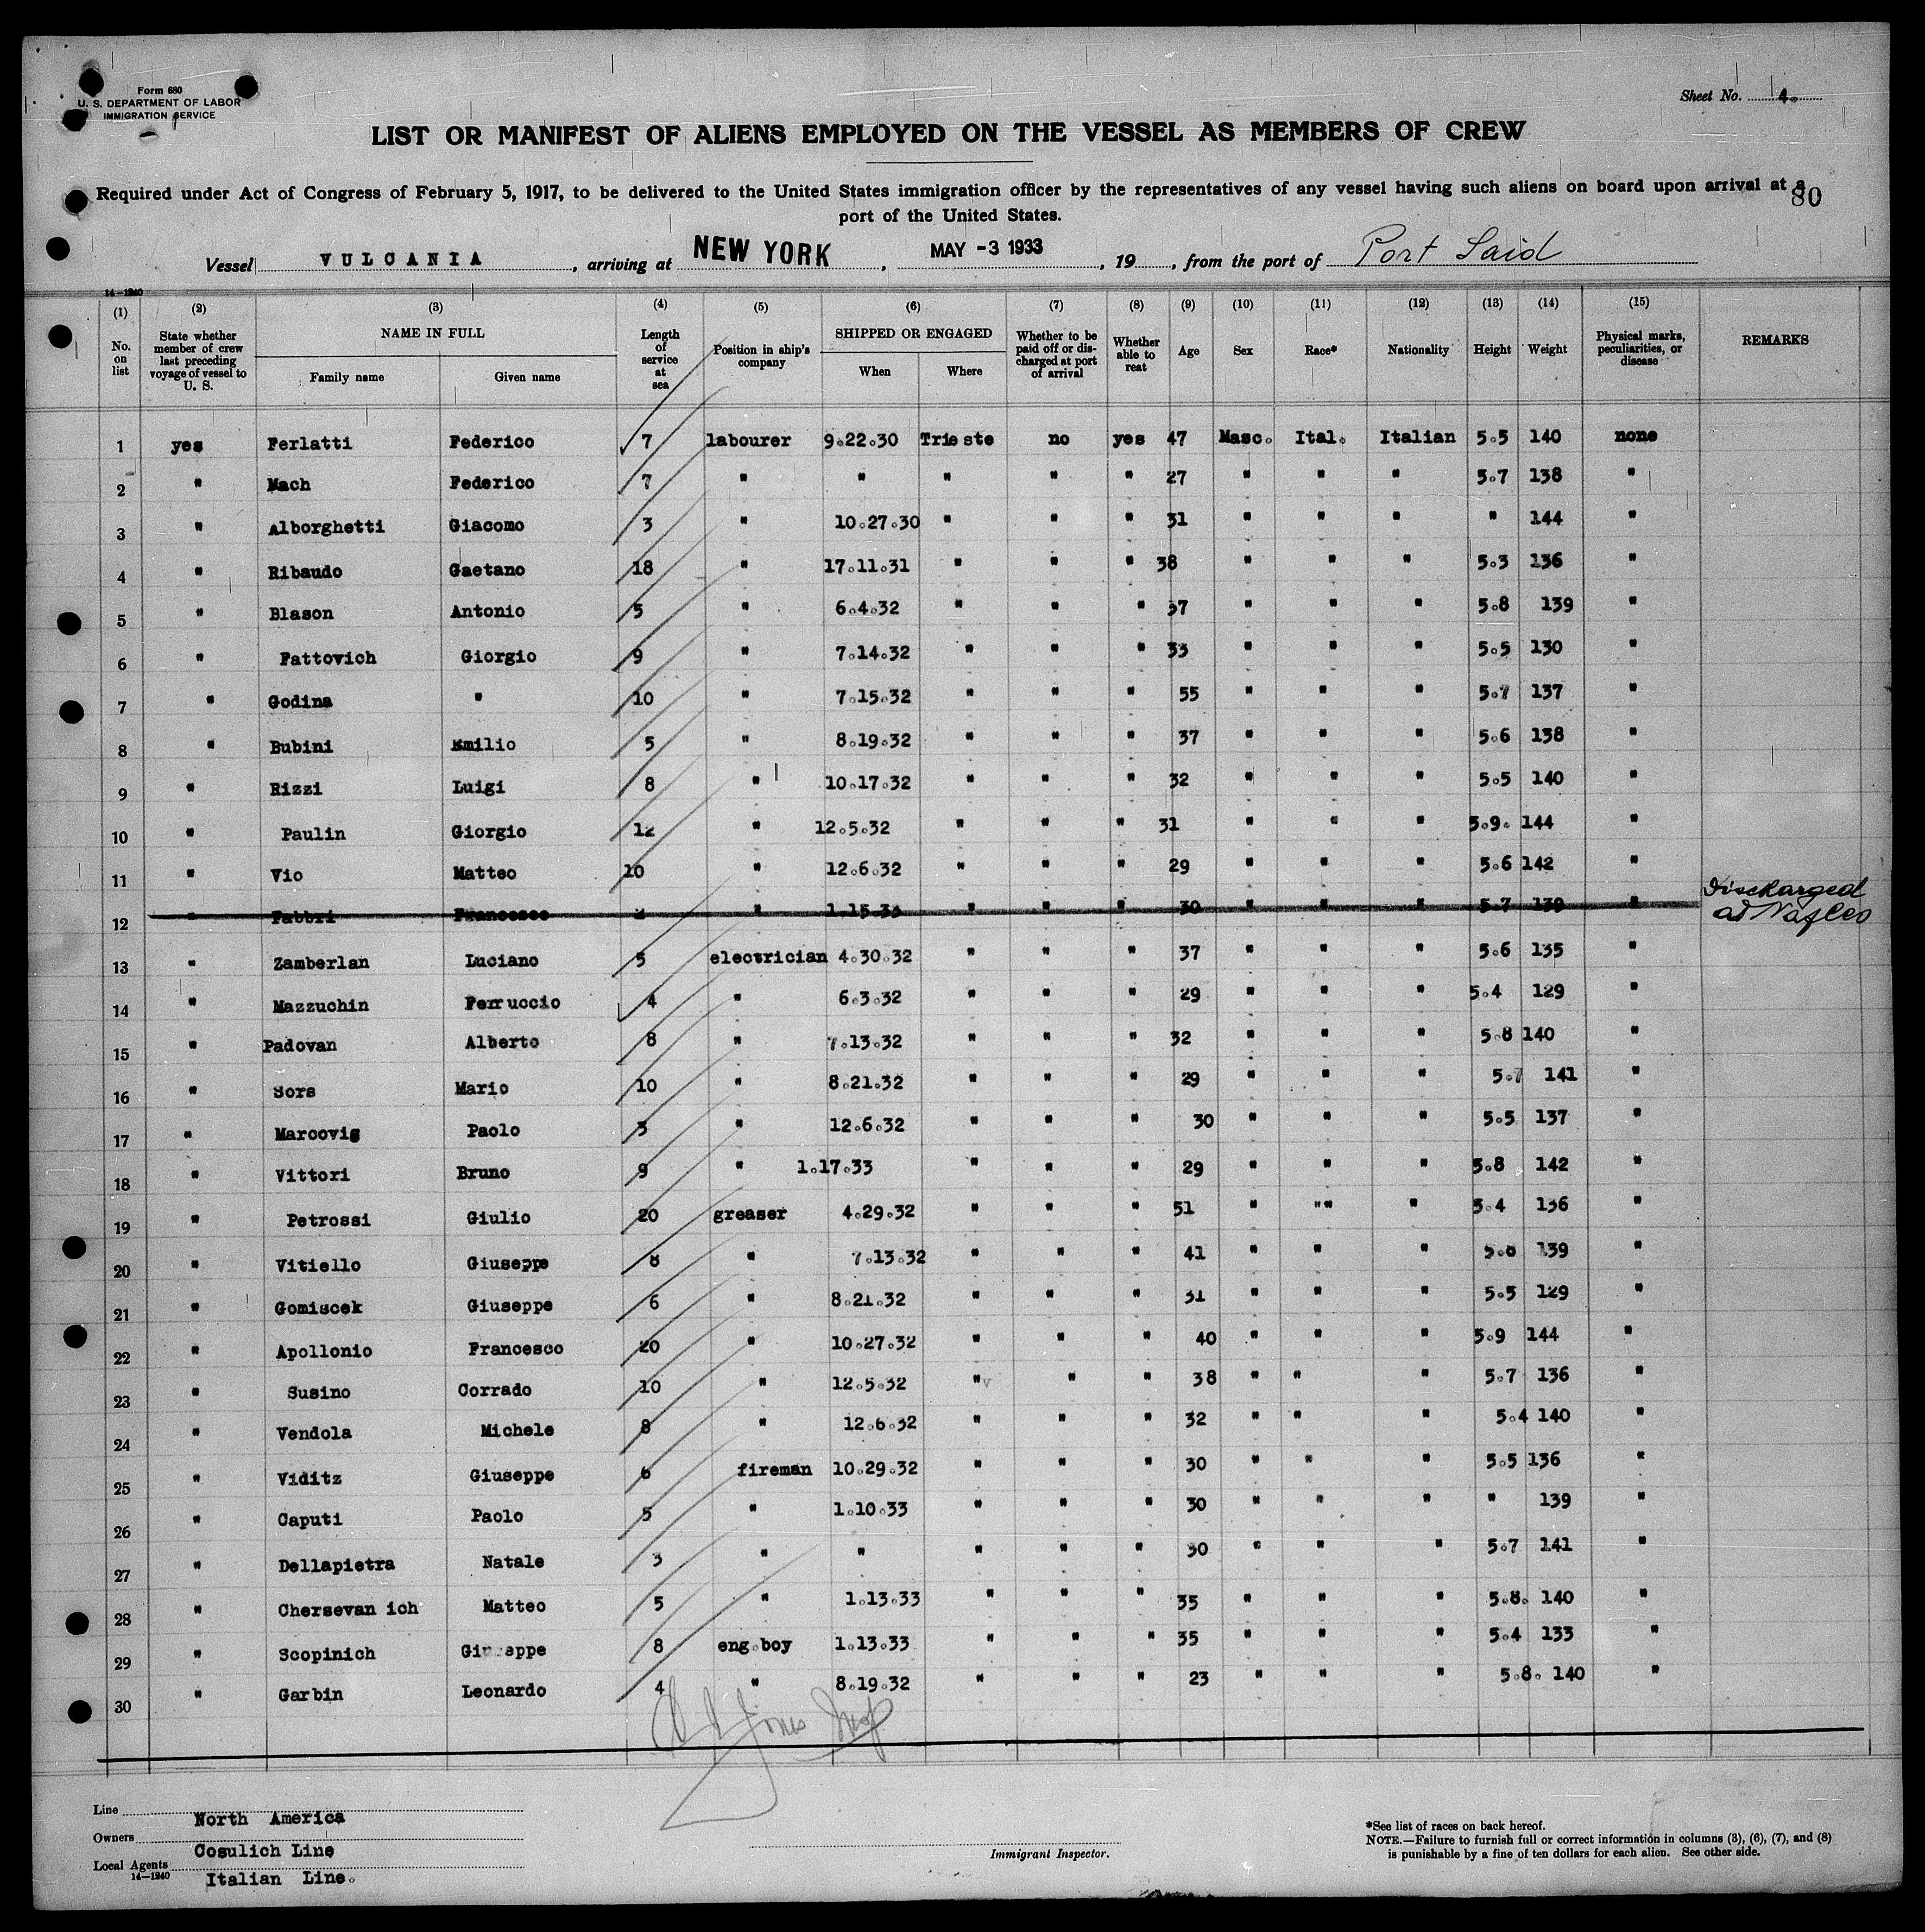 Form 680
U. S. DEPARTMENT OF LABOR
IMMIGRATION SERVICE
Sheet No. 4.
LIST OR MANIFEST OF ALIENS EMPLOYED ON THE VESSEL AS MEMBERS OF CREW
Required under Act of Congress of February 5, 1917, to be delivered to the United States immigration officer by the representatives of any vessel having such aliens on board upon arrival at a
port of the United States.
80
Vessel VULCANIA, arriving at NEW YORK, MAY -3 1933, 19, from the port of Port Said
14-1240
(1) (2) (3) (4) (5) (6) (7) (8) (9) (10) (11) (12) (13) (14) (15)
No. on list
State whether member of crew last preceding voyage of vessel to U. S.
NAME IN FULL
Family name
Given name
Length of service at sea
Position in ship's company
SHIPPED OR ENGAGED
When
Where
Whether to be paid off or discharged at port of arrival
Whether able to reat
Age
Sex
Race*
Nationality
Height
Weight
Physical marks, peculiarities, or disease
REMARKS
1 yes Ferlatti Federico 7 labourer 9.22.30 Trieste no yes 47 Masc. Ital. Italian 5.5 140 none
2 " Mach Federico 7 " " " " " 27 " " " 5.7 138 "
3 " Alborghetti Giacomo 3 " 10.27.30 " " " 31 " " " " 144 "
4 " Ribaudo Gaetano 18 " 17.11.31 " " " 38 " " " 5.3 136 "
5 " Blason Antonio 5 " 6.4.32 " " " 37 " " " 5.8 139 "
6 " Fattovich Giorgio 9 " 7.14.32 " " " 33 " " " 5.5 130 "
7 " Godina " 10 " 7.15.32 " " " 55 " " " 5.7 137 "
8 " Bubini Emilio 5 " 8.19.32 " " " 37 " " " 5.6 138 "
9 " Rizzi Luigi 8 " 10.17.32 " " " 32 " " " 5.5 140 "
10 " Paulin Giorgio 12 " 12.5.32 " " " 31 " " " 5.9. 144 "
11 " Vio Matteo 10 " 12.6.32 " " " 29 " " " 5.6 142 "
12 " Fabbri Francesco " 1.15.33 " " " 30 " " " 5.7 139 " Discharged
at Naples
13 " Zamberlan Luciano 5 electrician 4.30.32 " " " 37 " " " 5.6 135 "
14 " Mazzuchin Ferruccio 4 " 6.3.32 " " " 29 " " " 5.4 129 "
15 " Padovan Alberto 8 " 7.13.32 " " " 32 " " " 5.8 140 "
16 " Sors Mario 10 " 8.21.32 " " " 29 " " " 5.7 141 "
17 " Marcovig Paolo 3 " 12.6.32 " " " 30 " " " 5.5 137 "
18 " Vittori Bruno 9 " 1.17.33 " " " 29 " " " 5.8 142 "
19 " Petrossi Giulio 20 greaser 4.29.32 " " " 51 " "" " 5.4 136 "
20 " Vitiello Giuseppe 8 " 7.13.32 " " " 41 " " " 139 "
21 " Gomiscek Giuseppe 6 " 8.21.32 " " " 31 " " " 5.5 129 "
22 " Apollonio Francesco 20 " 10.27.32 " " " 40 " " " 5.9 144 "
23 " Susino Corrado 10 " 12.5.32 " " " 38 " " " 5.7 136 "
24 " Vendola Michele 8 " 12.6.32 " " " 32 " " " 5.4 140 "
25 " Viditz Giuseppe 6 fireman 10.29.32 " " " 30 " " " 5.5 136 "
26 " Caputi Paolo 5 " 1.10.33 " " " 30 " " " " 139 "
27 " Dellapietra Natale 3 " " " " " 30 " " " 5.7 141 "
28 " Chersevan ich Matteo 5 " 1.13.33 " " " 35 " " " 5.8. 140 "
29 " Scopinich Giuseppe 8 eng.boy 1.13.33 " " " 35 " " " 5.4 133 "
30 " Garbin Leonardo 4 " 8.19.32 " " " 23 " " " 5.8. 140 "
Line North America
Owners Cosulich Line
Local Agents Italian Line.
14-1240
Immigrant Inspector.
*See list of races on back hereof.
NOTE.—Failure to furnish full or correct information in columns (3), (6), (7), and (8)
is punishable by a fine of ten dollars for each alien. See other side.